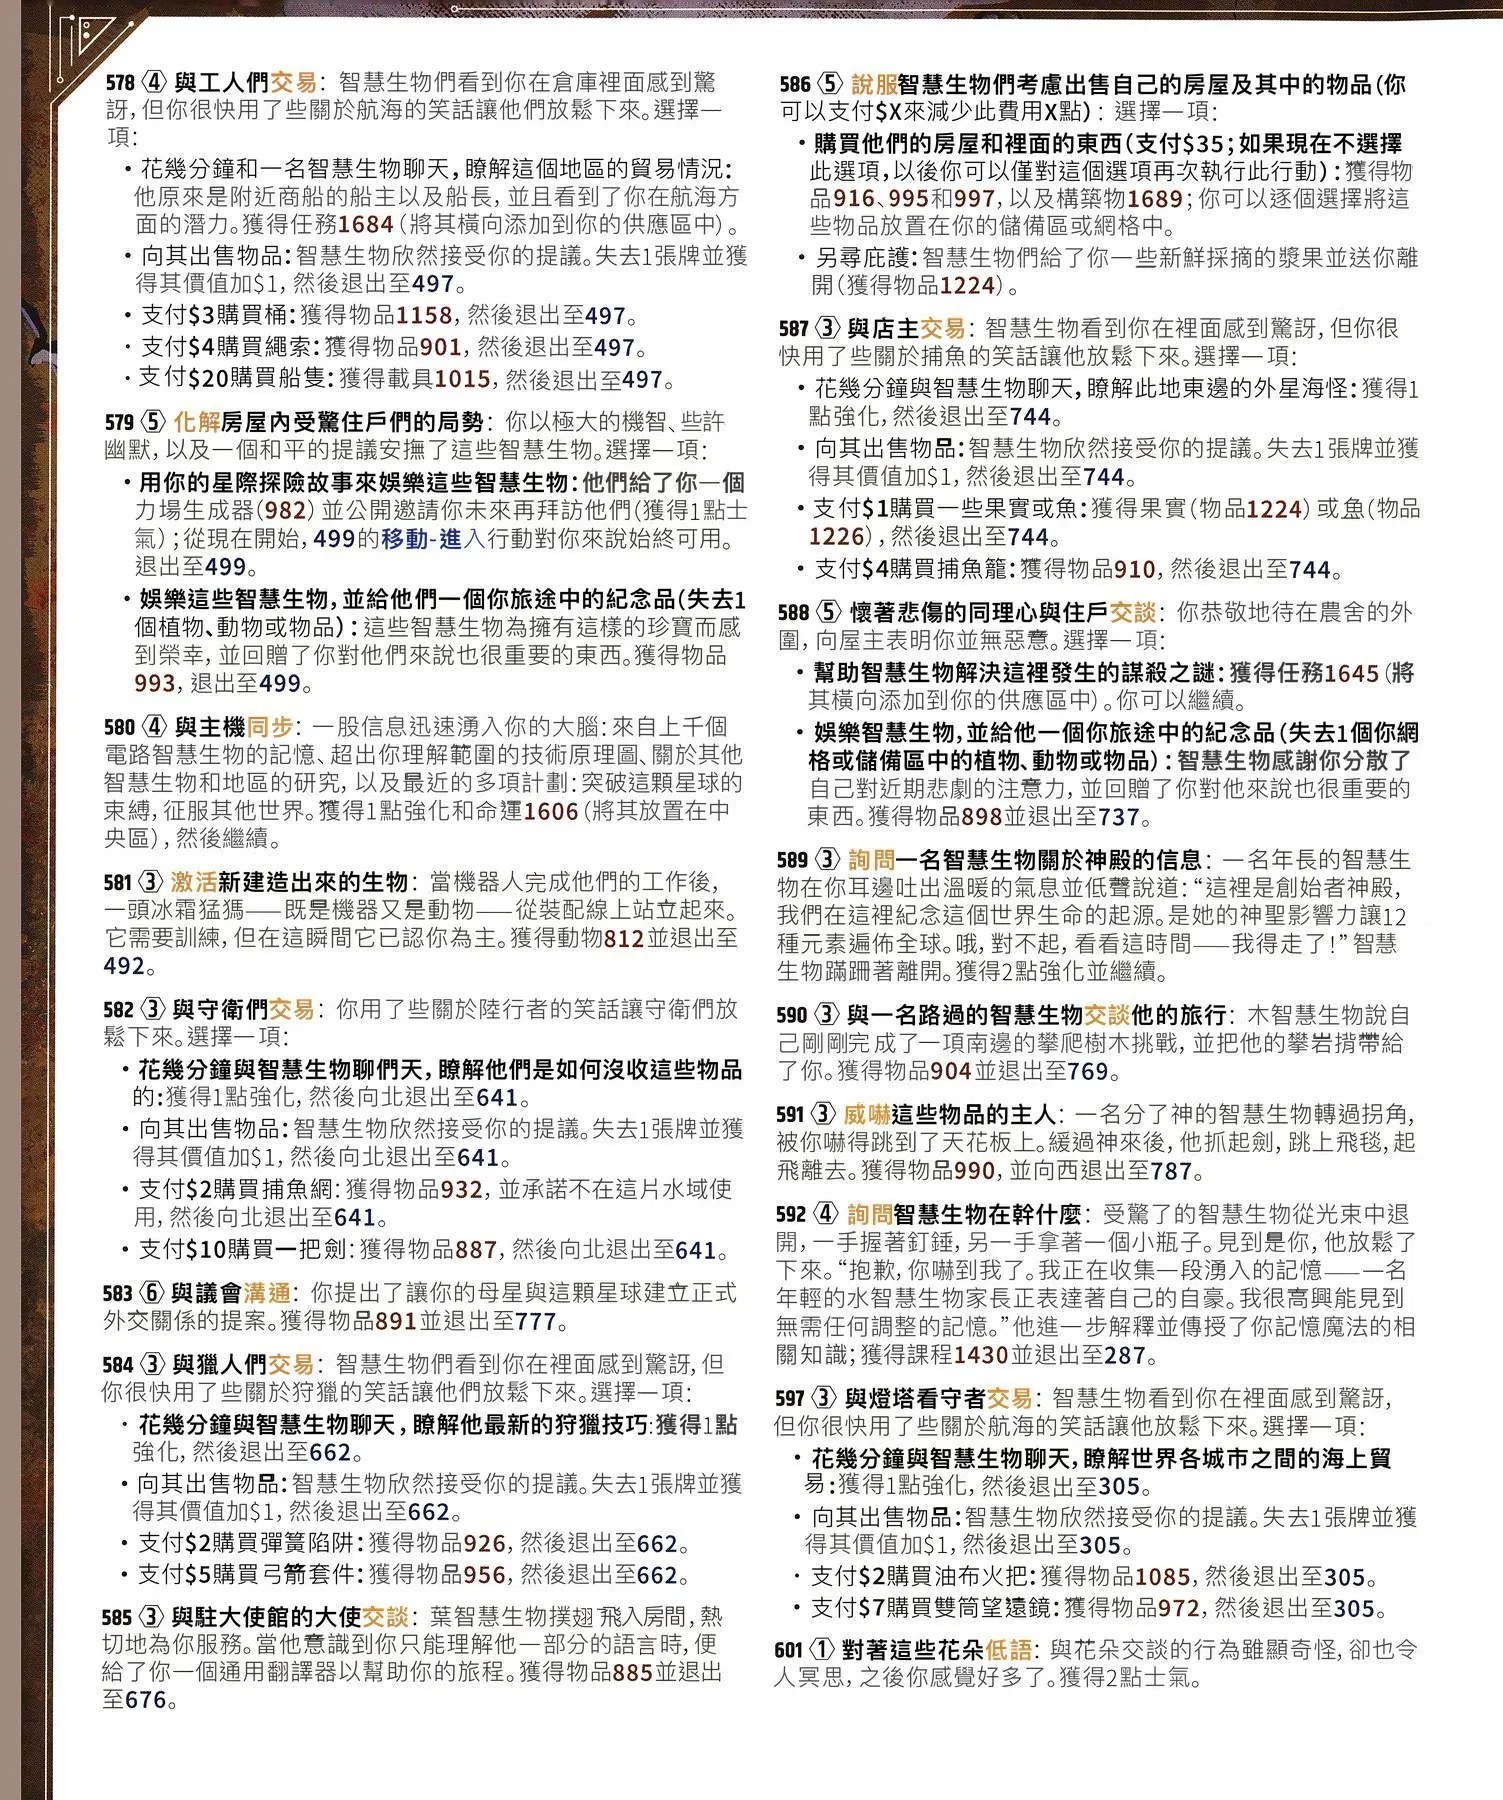 578 ④ 與工人們交易：智慧生物們看到你在倉庫裡面感到驚
訝，但你很快用了些關於航海的笑話讓他們放鬆下來。選擇一
項：
・花幾分鐘和一名智慧生物聊天，瞭解這個地區的貿易情況：
他原來是附近商船的船主以及船長，並且看到了你在航海方
面的潛力。獲得任務1684（將其橫向添加到你的供應區中）。
・向其出售物品：智慧生物欣然接受你的提議。失去1張牌並獲
得其價值加$1，然後退出至497。
・支付$3購買桶：獲得物品1158，然後退出至497。
・支付$4購買繩索：獲得物品901，然後退出至497。
・支付$20購買船隻：獲得載具1015，然後退出至497。
579 ⑤ 化解房屋內受驚住戶們的局勢：你以極大的機智、些許
幽默，以及一個和平的提議安撫了這些智慧生物。選擇一項：
・用你的星際探險故事來娛樂這些智慧生物：他們給了你一個
力場生成器（982）並公開邀請你未來再拜訪他們（獲得1點士
氣）；從現在開始，499的移動-進入行動對你來說始終可用。
退出至499。
・娛樂這些智慧生物，並給他們一個你旅途中的紀念品（失去1
個植物、動物或物品）：這些智慧生物為擁有這樣的珍寶而感
到榮幸，並回贈了你對他們來說也很重要的東西。獲得物品
993，退出至499。
580 ④ 與主機同步：一股信息迅速湧入你的大腦：來自上千個
電路智慧生物的記憶、超出你理解範圍的技術原理圖、關於其他
智慧生物和地區的研究，以及最近的多項計劃：突破這顆星球的
束縛，征服其他世界。獲得1點強化和命運1606（將其放置在中
央區），然後繼續。
581 ③ 激活新建造出來的生物：當機器人完成他們的工作後，
一頭冰霜猛獁——既是機器又是動物——從裝配線上站立起來。
它需要訓練，但在這瞬間它已認你為主。獲得動物812並退出至
492。
582 ③ 與守衛們交易：你用了些關於陸行者的笑話讓守衛們放
鬆下來。選擇一項：
・花幾分鐘與智慧生物聊們天，瞭解他們是如何沒收這些物品
的：獲得1點強化，然後向北退出至641。
・向其出售物品：智慧生物欣然接受你的提議。失去1張牌並獲
得其價值加$1，然後向北退出至641。
・支付$2購買捕魚網：獲得物品932，並承諾不在這片水域使
用，然後向北退出至641。
・支付$10購買一把劍：獲得物品887，然後向北退出至641。
583 ⑥ 與議會溝通：你提出了讓你的母星與這顆星球建立正式
外交關係的提案。獲得物品891並退出至777。
584 ③ 與獵人們交易：智慧生物們看到你在裡面感到驚訝，但
你很快用了些關於狩獵的笑話讓他們放鬆下來。選擇一項：
・花幾分鐘與智慧生物聊天，瞭解他最新的狩獵技巧：獲得1點
強化，然後退出至662。
・向其出售物品：智慧生物欣然接受你的提議。失去1張牌並獲
得其價值加$1，然後退出至662。
・支付$2購買彈簧陷阱：獲得物品926，然後退出至662。
・支付$5購買弓箭套件：獲得物品956，然後退出至662。
585 ③ 與駐大使館的大使交談：葉智慧生物撲翅飛入房間，熱
切地為你服務。當他意識到你只能理解他一部分的語言時，便
給了你一個通用翻譯器以幫助你的旅程。獲得物品885並退出
至676。
586 ⑤ 說服智慧生物們考慮出售自己的房屋及其中的物品（你
可以支付$X來減少此費用X點）：選擇一項：
・購買他們的房屋和裡面的東西（支付$35；如果現在不選擇
此選項，以後你可以僅對這個選項再次執行此行動）：獲得物
品916、995和997，以及構築物1689；你可以逐個選擇將這
些物品放置在你的儲備區或網格中。
・另尋庇護：智慧生物們給了你一些新鮮採摘的漿果並送你離
開（獲得物品1224）。
587 ③ 與店主交易：智慧生物看到你在裡面感到驚訝，但你很
快用了些關於捕魚的笑話讓他放鬆下來。選擇一項：
・花幾分鐘與智慧生物聊天，瞭解此地東邊的外星海怪：獲得1
點強化，然後退出至744。
・向其出售物品：智慧生物欣然接受你的提議。失去1張牌並獲
得其價值加$1，然後退出至744。
・支付$1購買一些果實或魚：獲得果實（物品1224）或魚（物品
1226），然後退出至744。
・支付$4購買捕魚籠：獲得物品910，然後退出至744。
588 ⑤ 懷著悲傷的同理心與住戶交談：你恭敬地待在農舍的外
圍，向屋主表明你並無惡意。選擇一項：
・幫助智慧生物解決這裡發生的謀殺之謎：獲得任務1645（將
其橫向添加到你的供應區中）。你可以繼續。
・娛樂智慧生物，並給他一個你旅途中的紀念品（失去1個你網
格或儲備區中的植物、動物或物品）：智慧生物感謝你分散了
自己對近期悲劇的注意力，並回贈了你對他來說也很重要的
東西。獲得物品898並退出至737。
589 ③ 詢問一名智慧生物關於神殿的信息：一名年長的智慧生
物在你耳邊吐出溫暖的氣息並低聲說道：“這裡是創始者神殿，
我們在這裡紀念這個世界生命的起源。是她的神聖影響力讓12
種元素遍佈全球。哦，對不起，看看這時間——我得走了！”智慧
生物蹣跚著離開。獲得2點強化並繼續。
590 ③ 與一名路過的智慧生物交談他的旅行：木智慧生物說自
己剛剛完成了一項南邊的攀爬樹木挑戰，並把他的攀岩揹帶給
了你。獲得物品904並退出至769。
591 ③ 威嚇這些物品的主人：一名分了神的智慧生物轉過拐角，
被你嚇得跳到了天花板上。緩過神來後，他抓起劍，跳上飛毯，起
飛離去。獲得物品990，並向西退出至787。
592 ④ 詢問智慧生物在幹什麼：受驚了的智慧生物從光束中退
開，一手握著釘錘，另一手拿著一個小瓶子。見到是你，他放鬆了
下來。“抱歉，你嚇到我了。我正在收集一段湧入的記憶——一名
年輕的水智慧生物家長正表達著自己的自豪。我很高興能見到
無需任何調整的記憶。”他進一步解釋並傳授了你記憶魔法的相
關知識；獲得課程1430並退出至287。
597 ③ 與燈塔看守者交易：智慧生物看到你在裡面感到驚訝，
但你很快用了些關於航海的笑話讓他放鬆下來。選擇一項：
・花幾分鐘與智慧生物聊天，瞭解世界各城市之間的海上貿
易：獲得1點強化，然後退出至305。
・向其出售物品：智慧生物欣然接受你的提議。失去1張牌並獲
得其價值加$1，然後退出至305。
・支付$2購買油布火把：獲得物品1085，然後退出至305。
・支付$7購買雙筒望遠鏡：獲得物品972，然後退出至305。
601 ① 對著這些花朵低語：與花朵交談的行為雖顯奇怪，卻也令
人冥思，之後你感覺好多了。獲得2點士氣。